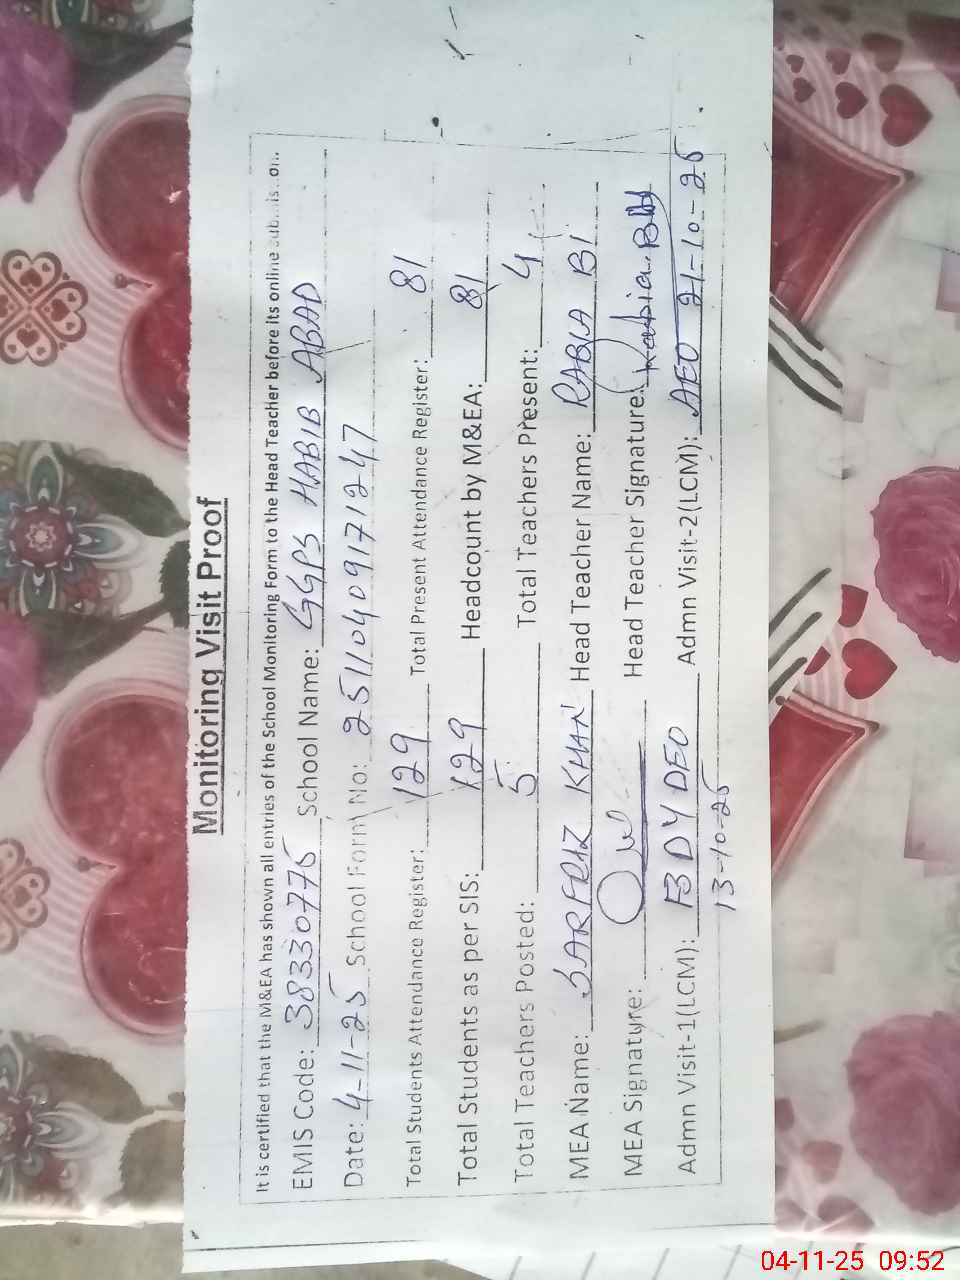 Monitoring Visit Proof
It is certified that the M&EA has shown all entries of the School Monitoring Form to the Head Teacher before its online
EMIS Code: 38330775 School Name: GGPS HABIB ABAD
Date: 4-11-25 School Form No: 2511040917 1247
Total Students Attendance Register: 129 Total Present Attendance Register: 81
Total Students as per SIS: 129 Headcount by M&EA: 81
Total Teachers Posted: 5 Total Teachers Present: 4
MEA Name: SARFRAZ KHAN Head Teacher Name: RABIA BI
MEA Signature: Head Teacher Signature: Rabia Bibi
Admn Visit-1(LCM): DY DEO Admn Visit-2(LCM): AEO 21-10-25
13-10-25
04-11-25 09:52